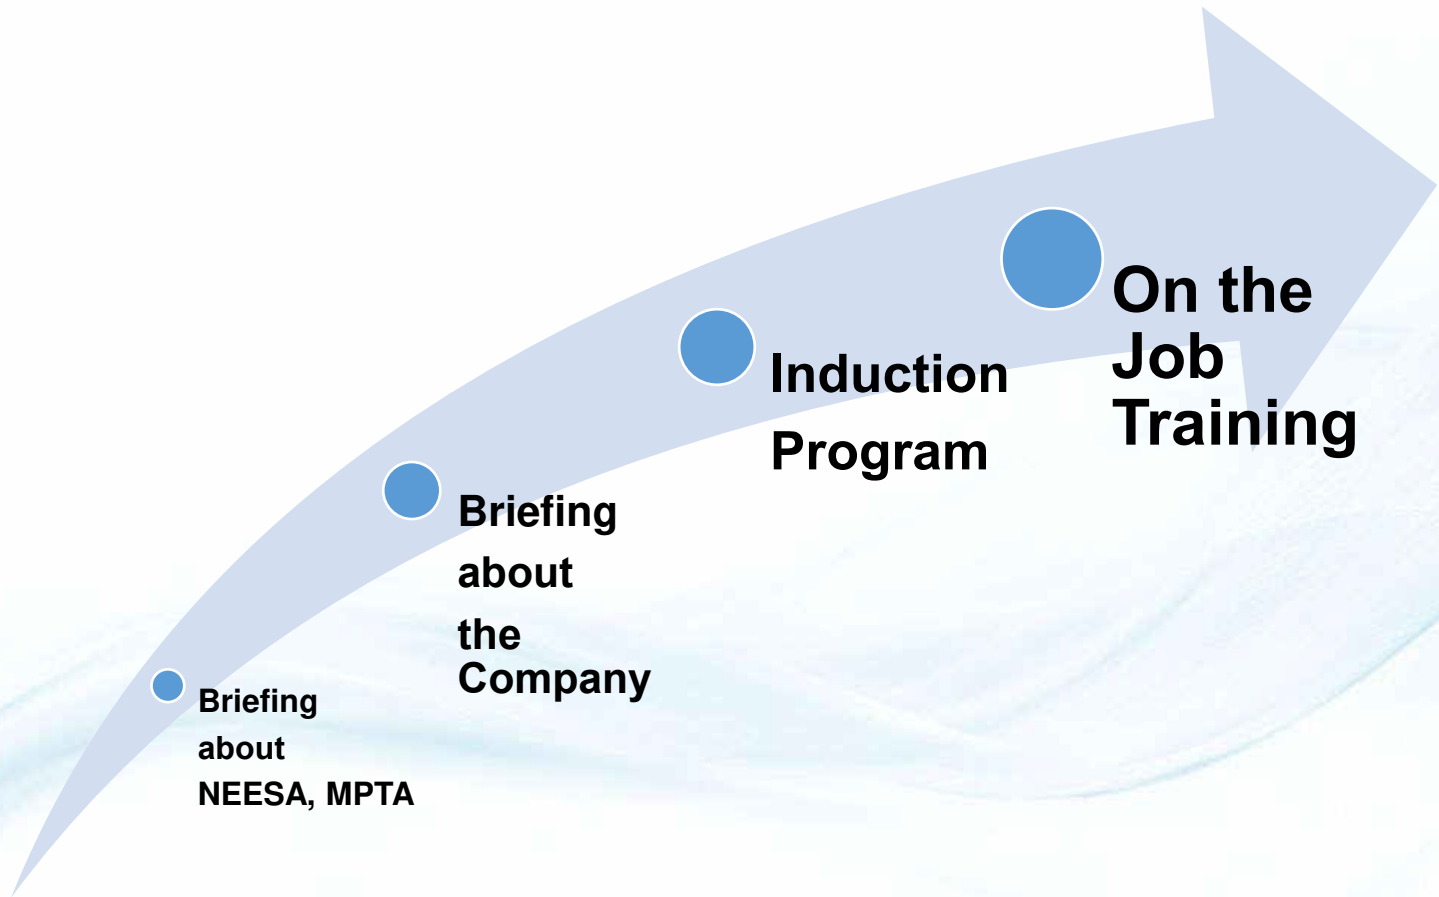 Briefing
about
NEESA, MPTA
Briefing
about
the
Company
Induction
Program
On the
Job
Training